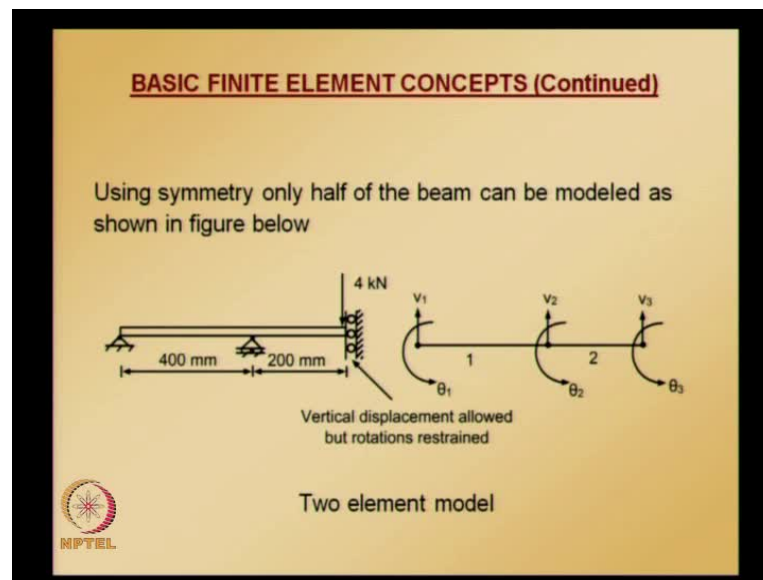 BASIC FINITE ELEMENT CONCEPTS (Continued)
Using symmetry only half of the beam can be modeled as
shown in figure below
4 kN
400 mm
200 mm
v₁
v₂
v₃
1
2
θ₁
θ₂
θ₃
Vertical displacement allowed
but rotations restrained
Two element model
NPTEL